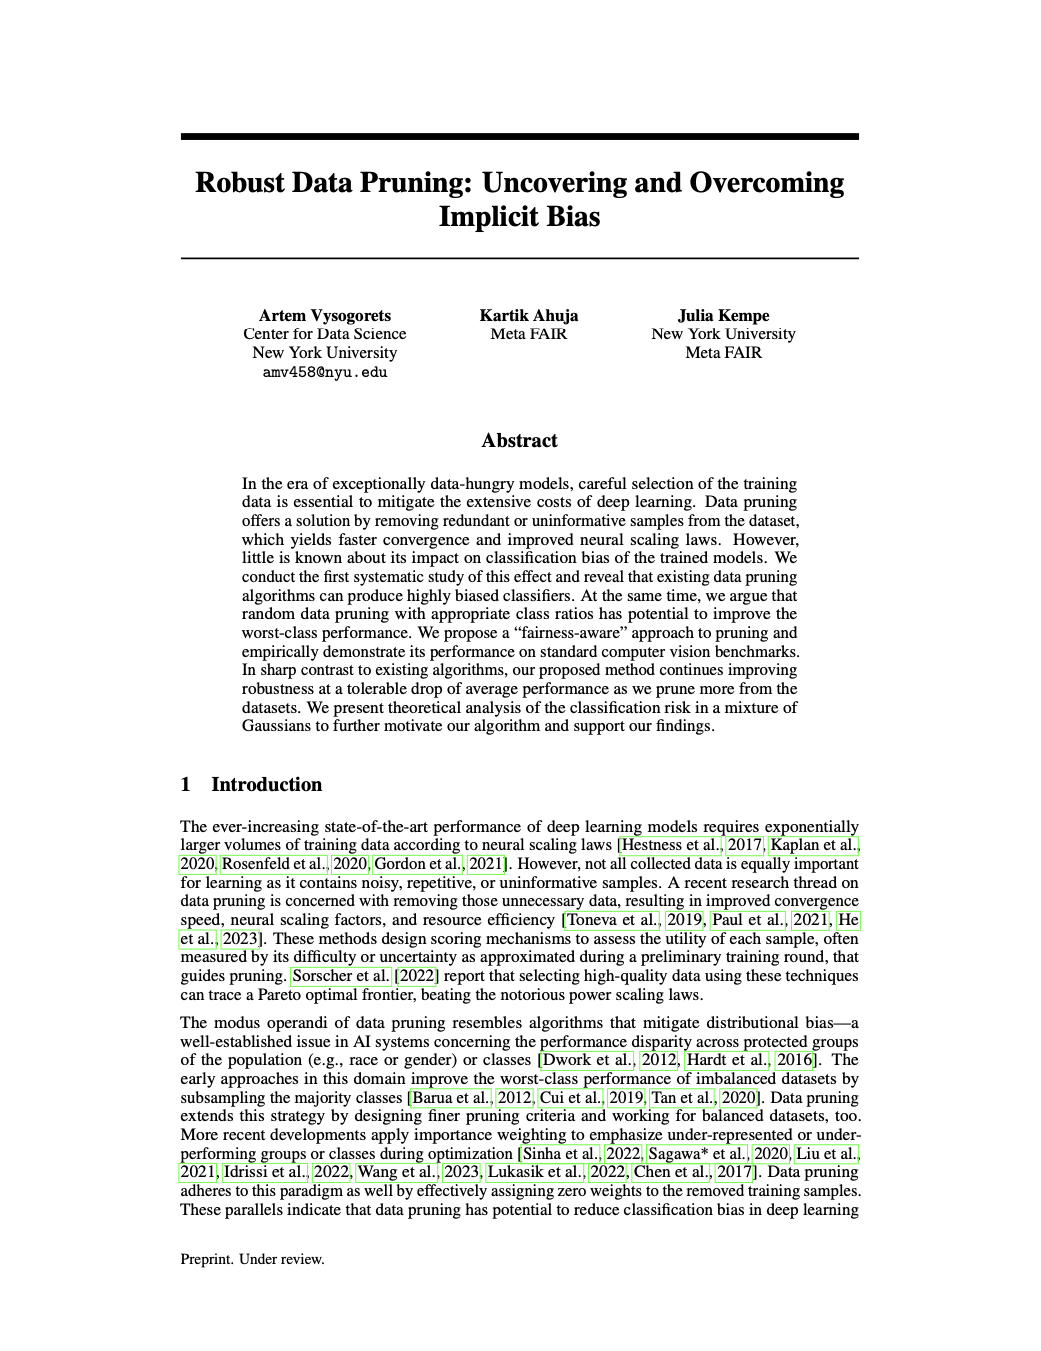 Robust Data Pruning: Uncovering and Overcoming
Implicit Bias
Artem Vysogorets
Center for Data Science
New York University
amv458@nyu.edu
Kartik Ahuja
Meta FAIR
Julia Kempe
New York University
Meta FAIR
Abstract
In the era of exceptionally data-hungry models, careful selection of the training
data is essential to mitigate the extensive costs of deep learning. Data pruning
offers a solution by removing redundant or uninformative samples from the dataset,
which yields faster convergence and improved neural scaling laws. However,
little is known about its impact on classification bias of the trained models. We
conduct the first systematic study of this effect and reveal that existing data pruning
algorithms can produce highly biased classifiers. At the same time, we argue that
random data pruning with appropriate class ratios has potential to improve the
worst-class performance. We propose a “fairness-aware” approach to pruning and
empirically demonstrate its performance on standard computer vision benchmarks.
In sharp contrast to existing algorithms, our proposed method continues improving
robustness at a tolerable drop of average performance as we prune more from the
datasets. We present theoretical analysis of the classification risk in a mixture of
Gaussians to further motivate our algorithm and support our findings.
1 Introduction
The ever-increasing state-of-the-art performance of deep learning models requires exponentially
larger volumes of training data according to neural scaling laws [Hestness et al., 2017, Kaplan et al.,
2020, Rosenfeld et al., 2020, Gordon et al., 2021]. However, not all collected data is equally important
for learning as it contains noisy, repetitive, or uninformative samples. A recent research thread on
data pruning is concerned with removing those unnecessary data, resulting in improved convergence
speed, neural scaling factors, and resource efficiency [Toneva et al., 2019, Paul et al., 2021, He
et al., 2023]. These methods design scoring mechanisms to assess the utility of each sample, often
measured by its difficulty or uncertainty as approximated during a preliminary training round, that
guides pruning. Sorscher et al. [2022] report that selecting high-quality data using these techniques
can trace a Pareto optimal frontier, beating the notorious power scaling laws.
The modus operandi of data pruning resembles algorithms that mitigate distributional bias—a
well-established issue in AI systems concerning the performance disparity across protected groups
of the population (e.g., race or gender) or classes [Dwork et al., 2012, Hardt et al., 2016]. The
early approaches in this domain improve the worst-class performance of imbalanced datasets by
subsampling the majority classes [Barua et al., 2012, Cui et al., 2019, Tan et al., 2020]. Data pruning
extends this strategy by designing finer pruning criteria and working for balanced datasets, too.
More recent developments apply importance weighting to emphasize under-represented or under-
performing groups or classes during optimization [Sinha et al., 2022, Sagawa* et al., 2020, Liu et al.,
2021, Idrissi et al., 2022, Wang et al., 2023, Lukasik et al., 2022, Chen et al., 2017]. Data pruning
adheres to this paradigm as well by effectively assigning zero weights to the removed training samples.
These parallels indicate that data pruning has potential to reduce classification bias in deep learning
Preprint. Under review.